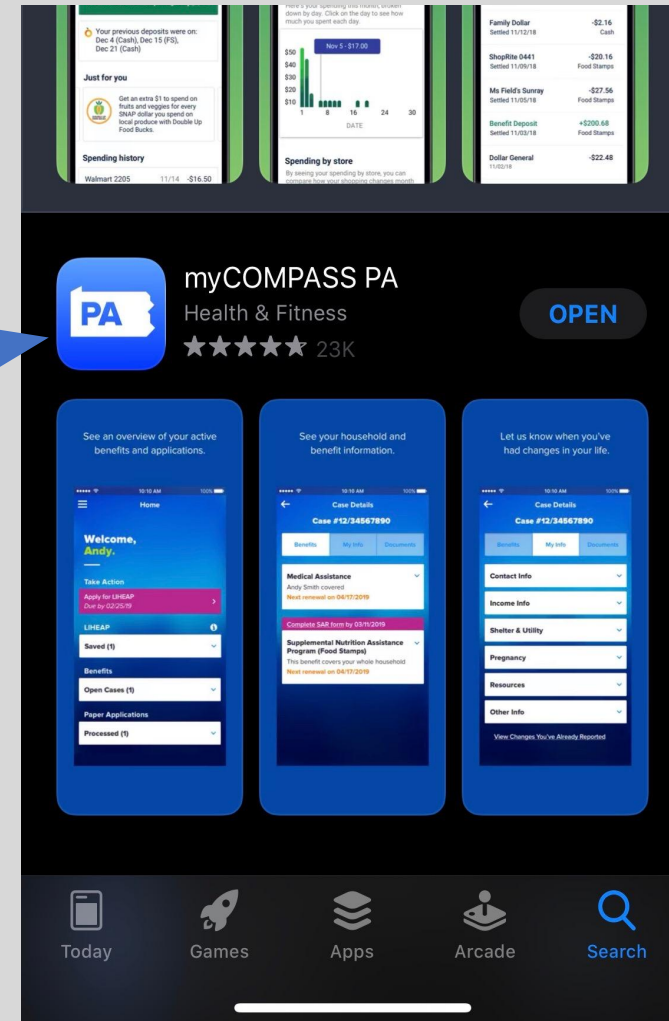 Your previous deposits were on:
Dec 4 (Cash), Dec 15 (FS),
Dec 21 (Cash)
Just for you
Get an extra $1 to spend on
fruits and veggies for every
SNAP dollar you spend on
local produce with Double Up
Food Bucks.
Spending history
Walmart 2205 11/14 -$16.50
Here's your spending this month, broken
down by day. Click on the day to see how
much you spent each day.
Nov 5 - $17.00
$50
$40
$30
$20
$10
1 8 16 24 30
DATE
Spending by store
By seeing your spending by store, you can
compare how your shopping changes month
Family Dollar -$2.16
Settled 11/12/18 Cash
ShopRite 0441 -$20.16
Settled 11/09/18 Food Stamps
Ms Field's Sunray -$27.56
Settled 11/05/18 Food Stamps
Benefit Deposit +$200.68
Settled 11/03/18 Food Stamps
Dollar General -$22.48
11/02/18
PA
myCOMPASS PA
Health & Fitness
23K
OPEN
See an overview of your active
benefits and applications.
10:10 AM 100%
Home
Welcome,
Andy.
Take Action
Apply for LIHEAP
Due by 02/25/19
LIHEAP
Saved (1)
Benefits
Open Cases (1)
Paper Applications
Processed (1)
See your household and
benefit information.
10:10 AM 100%
Case Details
Case #12/34567890
Benefits My Info Documents
Medical Assistance
Andy Smith covered
Next renewal on 04/17/2019
Complete SAR form by 03/11/2019
Supplemental Nutrition Assistance
Program (Food Stamps)
This benefit covers your whole household
Next renewal on 04/17/2019
Let us know when you've
had changes in your life.
10:10 AM 100%
Case Details
Case #12/34567890
Benefits My Info Documents
Contact Info
Income Info
Shelter & Utility
Pregnancy
Resources
Other Info
View Changes You've Already Reported
Today Games Apps Arcade Search